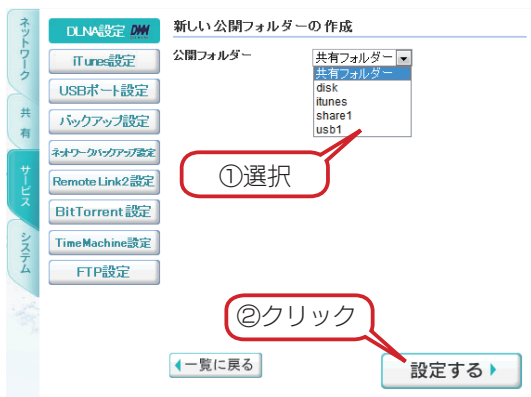 ネットワーク
共有
サービス
システム
DLNA設定 DMM
iTunes設定
USBポート設定
バックアップ設定
ネットワークバックアップ設定
Remote Link2設定
BitTorrent設定
TimeMachine設定
FTP設定
新しい公開フォルダーの作成
公開フォルダー
共有フォルダー
共有フォルダー
disk
itunes
share1
usb1
①選択
②クリック
一覧に戻る
設定する